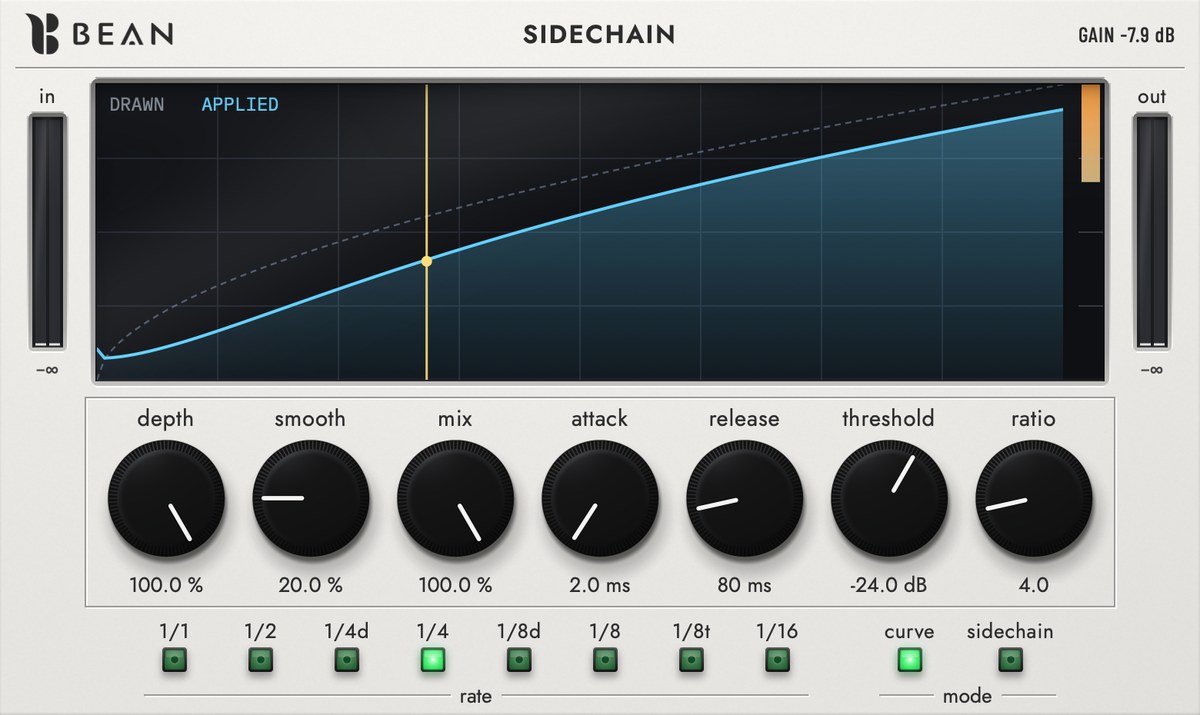 BEAN SIDECHAIN GAIN -7.9 dB
in DRAWN APPLIED out
-∞ -∞
depth smooth mix attack release threshold ratio
100.0 % 20.0 % 100.0 % 2.0 ms 80 ms -24.0 dB 4.0
1/1 1/2 1/4d 1/4 1/8d 1/8 1/8t 1/16 curve sidechain
rate mode